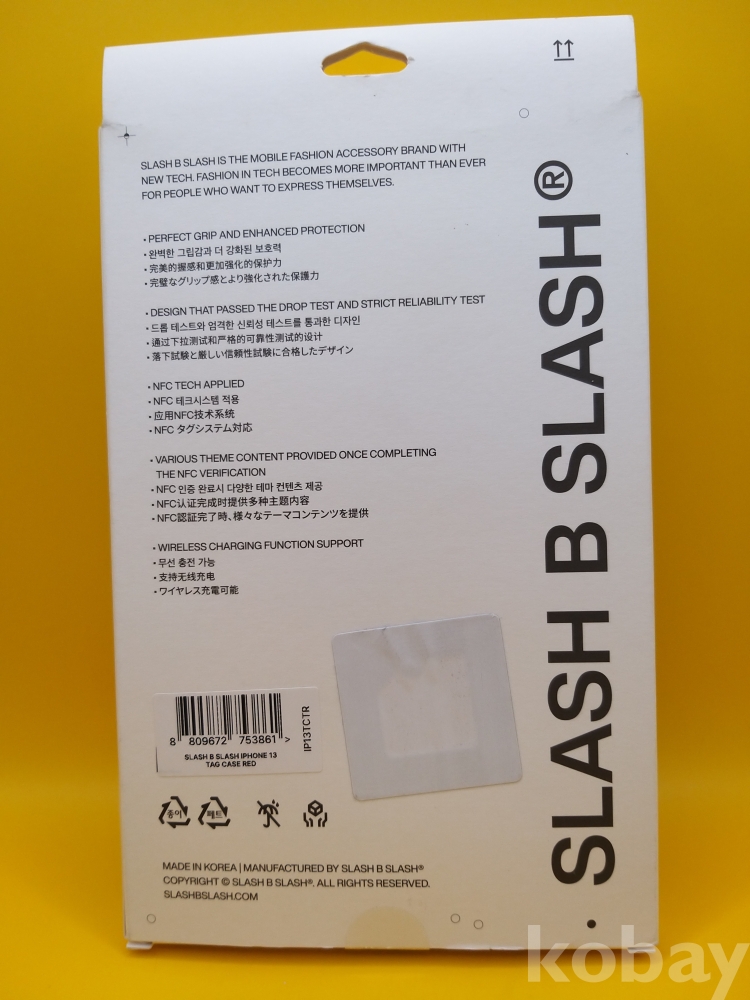 SLASH B SLASH IS THE MOBILE FASHION ACCESSORY BRAND WITH
NEW TECH. FASHION IN TECH BECOMES MORE IMPORTANT THAN EVER
FOR PEOPLE WHO WANT TO EXPRESS THEMSELVES.
• PERFECT GRIP AND ENHANCED PROTECTION
• 완벽한 그립감과 더 강화된 보호력
• 完美的握感和更加强化的保护力
• 完璧なグリップ感とより強化された保護力
• DESIGN THAT PASSED THE DROP TEST AND STRICT RELIABILITY TEST
• 드롭 테스트와 엄격한 신뢰성 테스트를 통과한 디자인
• 通过下拉测试和严格的可靠性测试的设计
• 落下試験と厳しい信頼性試験に合格したデザイン
• NFC TECH APPLIED
• NFC 테크시스템 적용
• 应用NFC技术系统
• NFC タグシステム対応
• VARIOUS THEME CONTENT PROVIDED ONCE COMPLETING
THE NFC VERIFICATION
• NFC 인증 완료시 다양한 테마 컨텐츠 제공
• NFC认证完成时提供多种主题内容
• NFC認証完了時、様々なテーマコンテンツを提供
• WIRELESS CHARGING FUNCTION SUPPORT
• 무선 충전 가능
• 支持无线充电
• ワイヤレス充電可能
SLASH B SLASH®
8 809672 753861 >
SLASH B SLASH IPHONE 13
TAG CASE RED
IP13TCTR
종이
페트
MADE IN KOREA | MANUFACTURED BY SLASH B SLASH®
COPYRIGHT © SLASH B SLASH®. ALL RIGHTS RESERVED.
SLASHBSLASH.COM
kobay